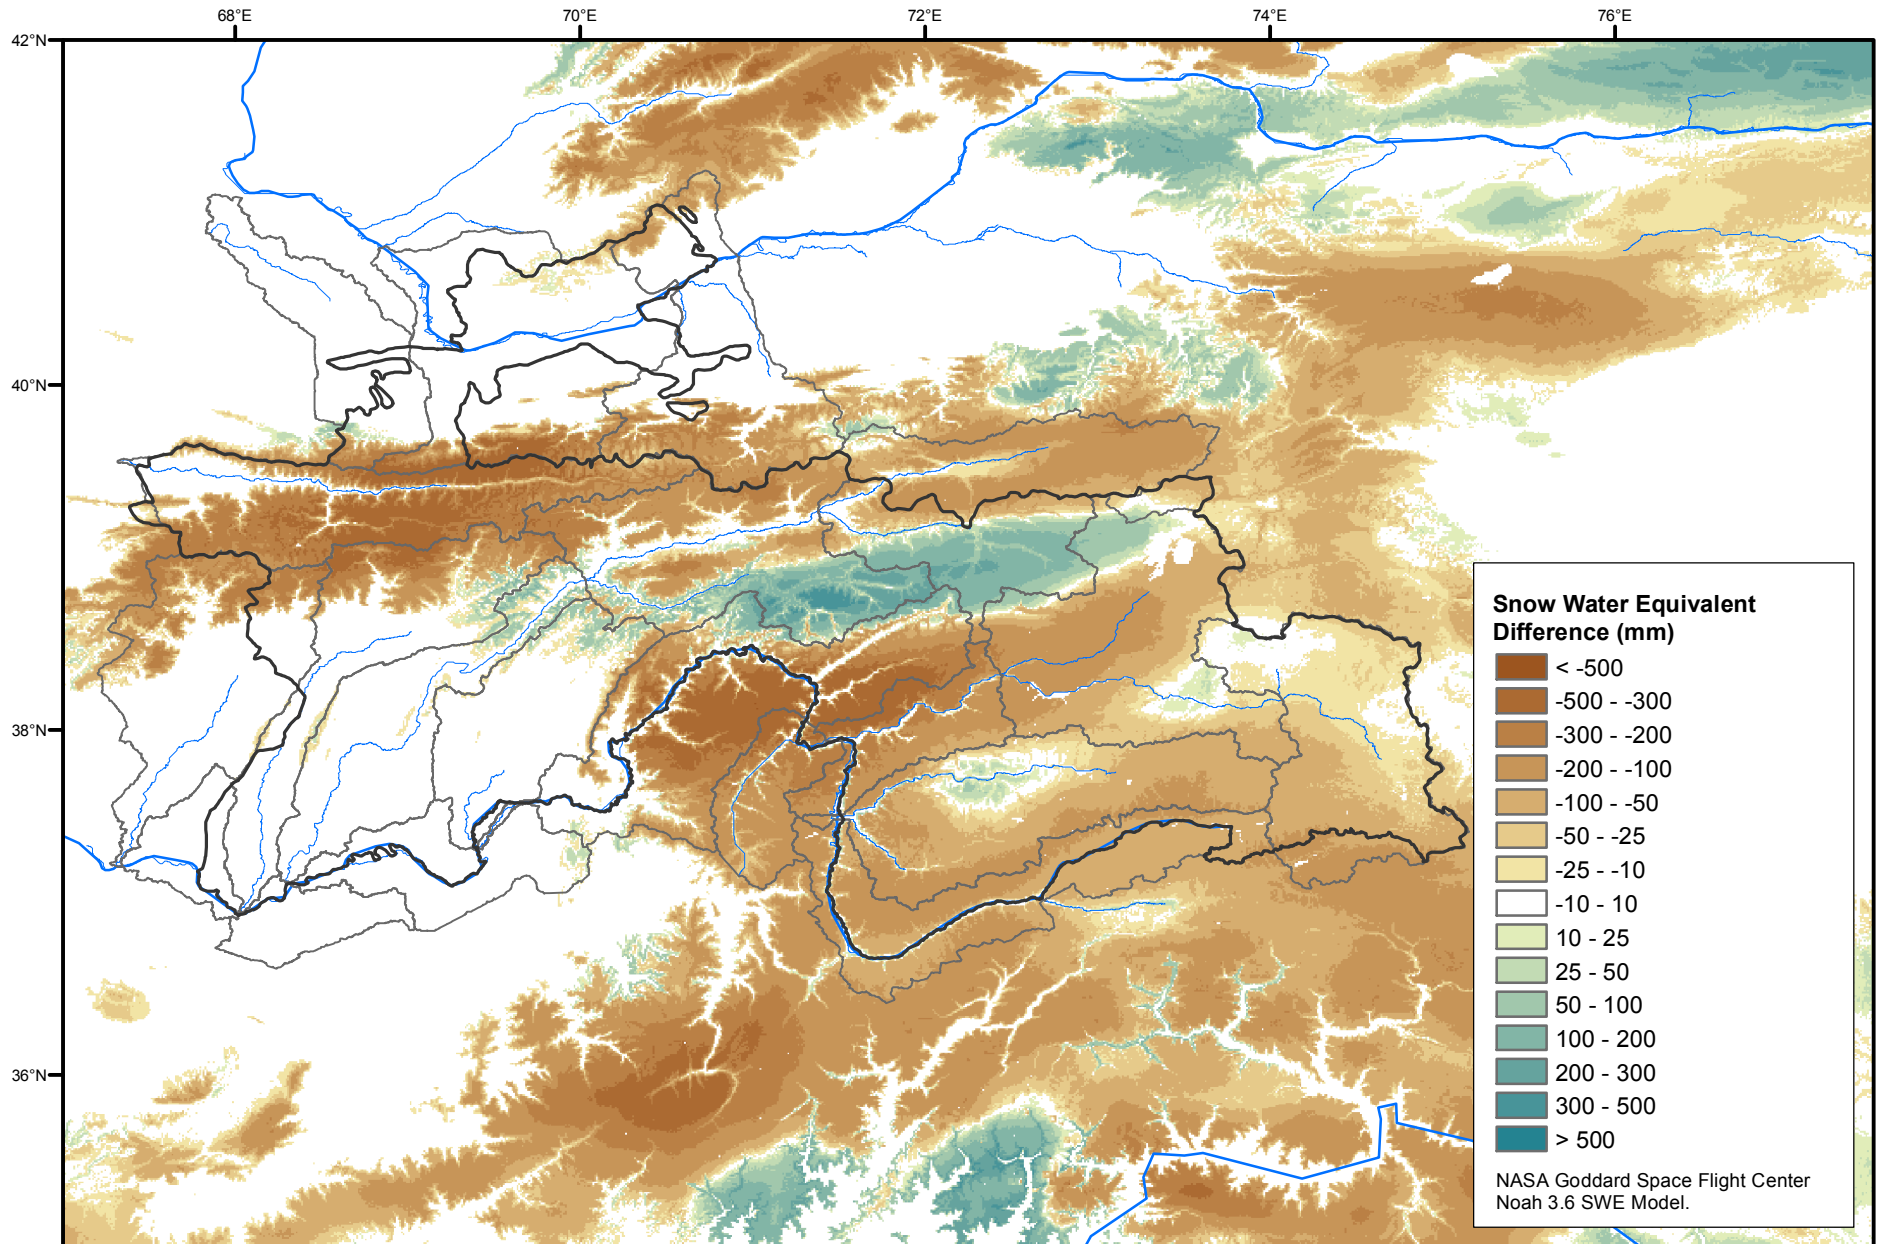 68°E 70°E 72°E 74°E 76°E
42°N
40°N
38°N
36°N
Snow Water Equivalent
Difference (mm)
< -500
-500 - -300
-300 - -200
-200 - -100
-100 - -50
-50 - -25
-25 - -10
-10 - 10
10 - 25
25 - 50
50 - 100
100 - 200
200 - 300
300 - 500
> 500
NASA Goddard Space Flight Center
Noah 3.6 SWE Model.